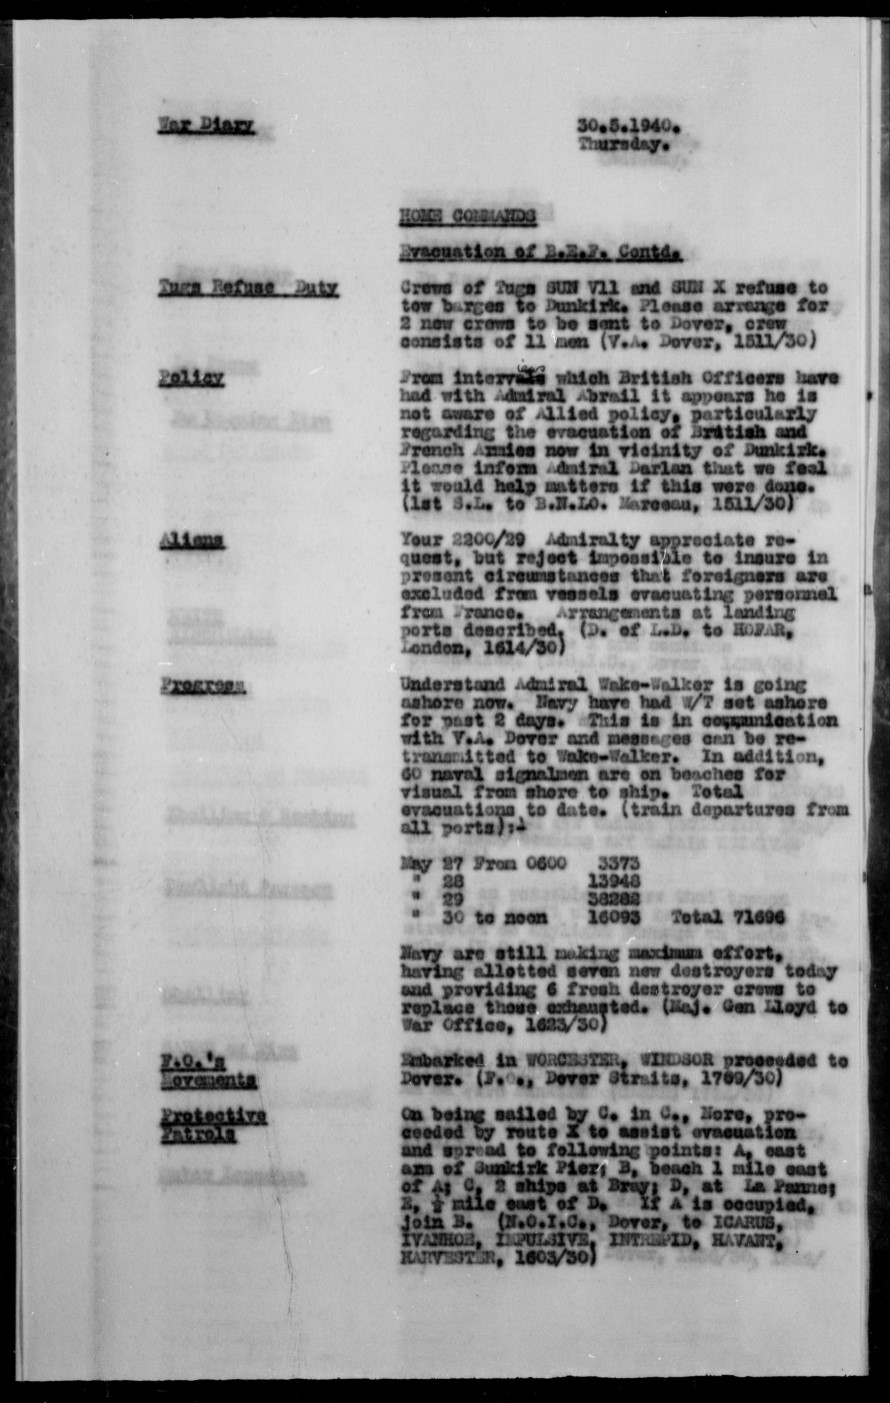 War Diary
30.5.1940.
Thursday.
HOME COMMANDS
Evacuation of B.E.F. Contd.
Tugs Refuse Duty
Crews of Tugs SUN V11 and SUN X refuse to
tow barges to Dunkirk. Please arrange for
2 new crews to be sent to Dover, crew
consists of 11 men (V.A. Dover, 1511/30)
Policy
From which British Officers have
had with Admiral Abrail it appears he is
not aware of Allied policy, particularly
regarding the evacuation of British and
French Armies now in vicinity of Dunkirk.
Please inform Admiral Darlan that we feel
it would help matters if this were done.
(1st S.L. to B.N.LO. Marceau, 1511/30)
Aliens
Your 2200/29 Admiralty appreciate re-
quest, but reject impossible to insure in
present circumstances that foreigners are
excluded from vessels evacuating personnel
from France. Arrangements at landing
ports described. (D. of L.D. to HOFAR,
London, 1614/30)
Progress
Understand Admiral Wake-Walker is going
ashore now. Navy have had W/T set ashore
for past 2 days. This is in communication
with V.A. Dover and messages can be re-
transmitted to Wake-Walker. In addition,
60 naval signalmen are on beaches for
visual from shore to ship. Total
evacuations to date. (train departures from
all ports):-
May 27 From 0600 3373
" 28 13948
" 29 38282
" 30 to noon 16093 Total 71696
Navy are still making maximum effort,
having allotted seven new destroyers today
and providing 6 fresh destroyer crews to
replace those exhausted. (Maj. Gen Lloyd to
War Office, 1623/30)
F.O.'s
Movements
Embarked in WORCESTER, WINDSOR proceeded to
Dover. (F.O., Dover Straits, 1709/30)
Protective
Patrols
On being sailed by C. in C., Nore, pro-
ceeded by route X to assist evacuation
and spread to following points: A, east
arm of Dunkirk Pier; B, beach 1 mile east
of A; C, 2 ships at Bray; D, at La Panne;
E, ½ mile east of D. If A is occupied,
join B. (N.O.I.C., Dover, to ICARUS,
IVANHOE, IMPULSIVE, INTREPID, HAVANT,
HARVESTER, 1603/30)